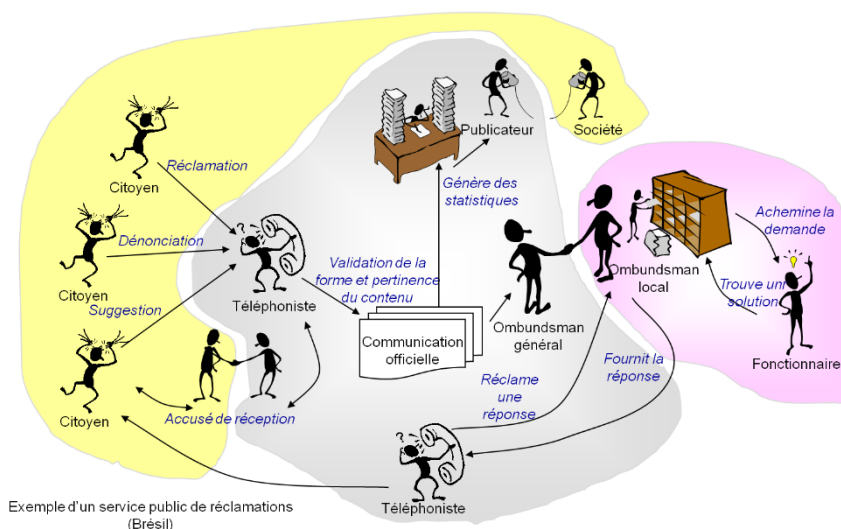 Citoyen
Réclamation
Citoyen
Dénonciation
Citoyen
Suggestion
Téléphoniste
Accusé de réception
Validation de la
forme et pertinence
du contenu
Communication
officielle
Génère des
statistiques
Publicateur
Société
Ombundsman
général
Ombundsman
local
Achemine la
demande
Trouve une
solution
Fonctionnaire
Réclame
une
réponse
Fournit la
réponse
Téléphoniste
Exemple d'un service public de réclamations
(Brésil)